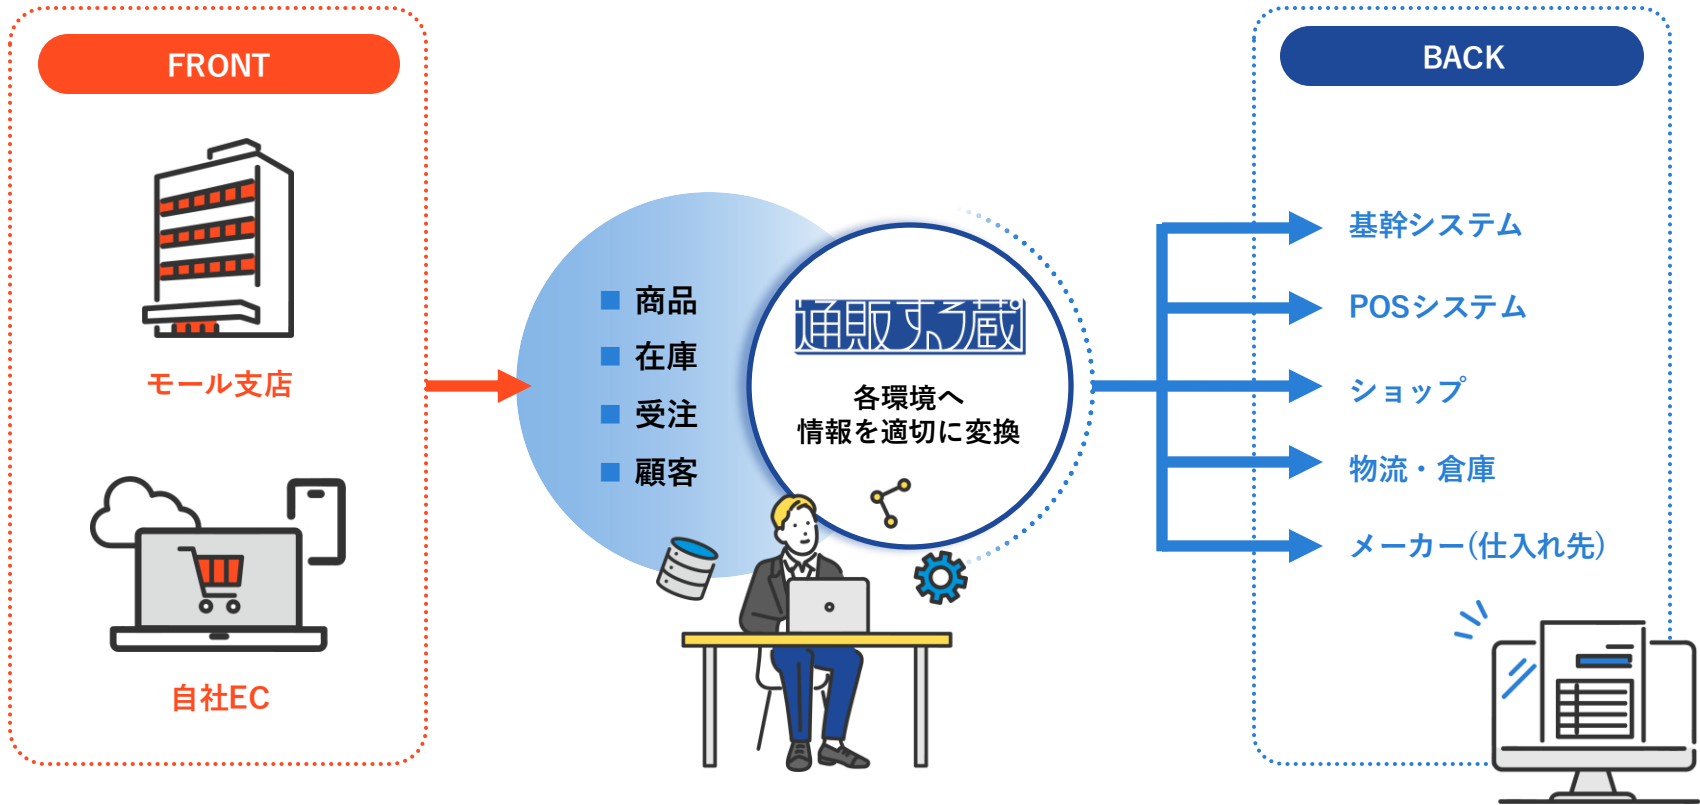 FRONT
モール支店
自社EC
商品
在庫
受注
顧客
通販する蔵
各環境へ
情報を適切に変換
BACK
基幹システム
POSシステム
ショップ
物流・倉庫
メーカー(仕入れ先)